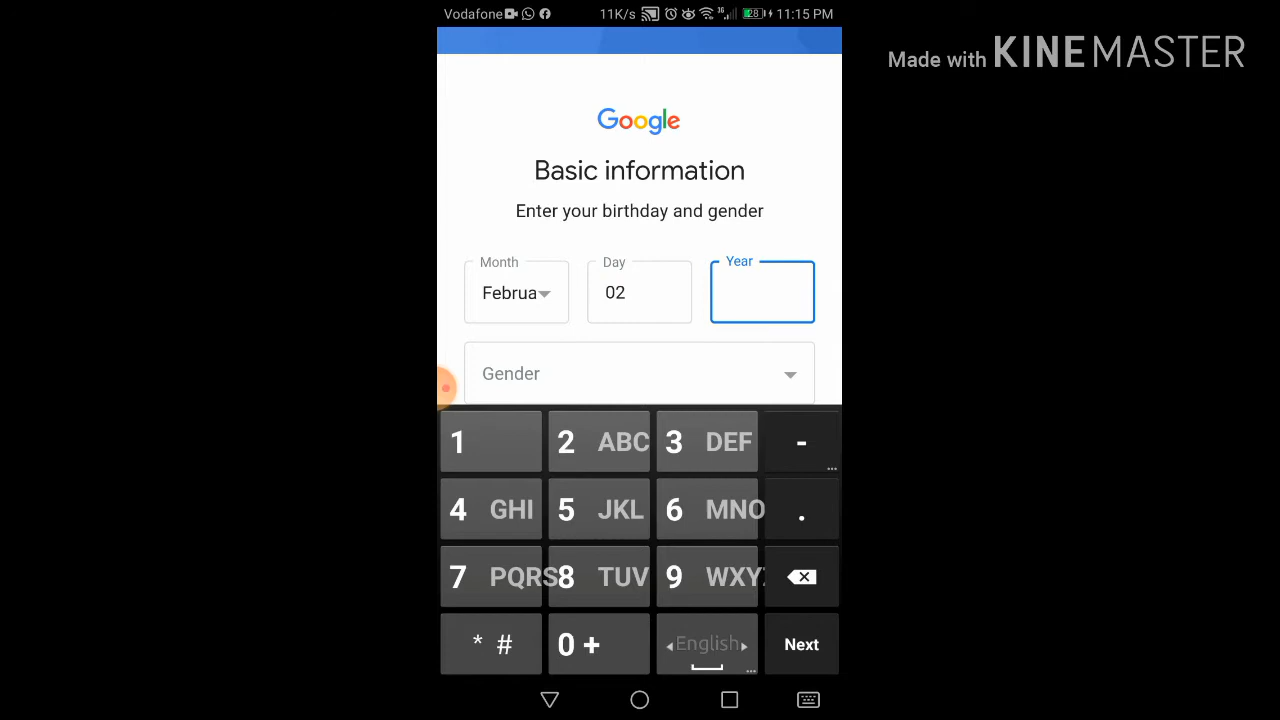 Vodafone 11K/s 3G 28 11:15 PM
Made with KINEMASTER
Google
Basic information
Enter your birthday and gender
Month Day Year
Februa 02
Gender
1 2 ABC 3 DEF -
4 GHI 5 JKL 6 MNO .
7 PQRS 8 TUV 9 WXYZ
* # 0 + English Next